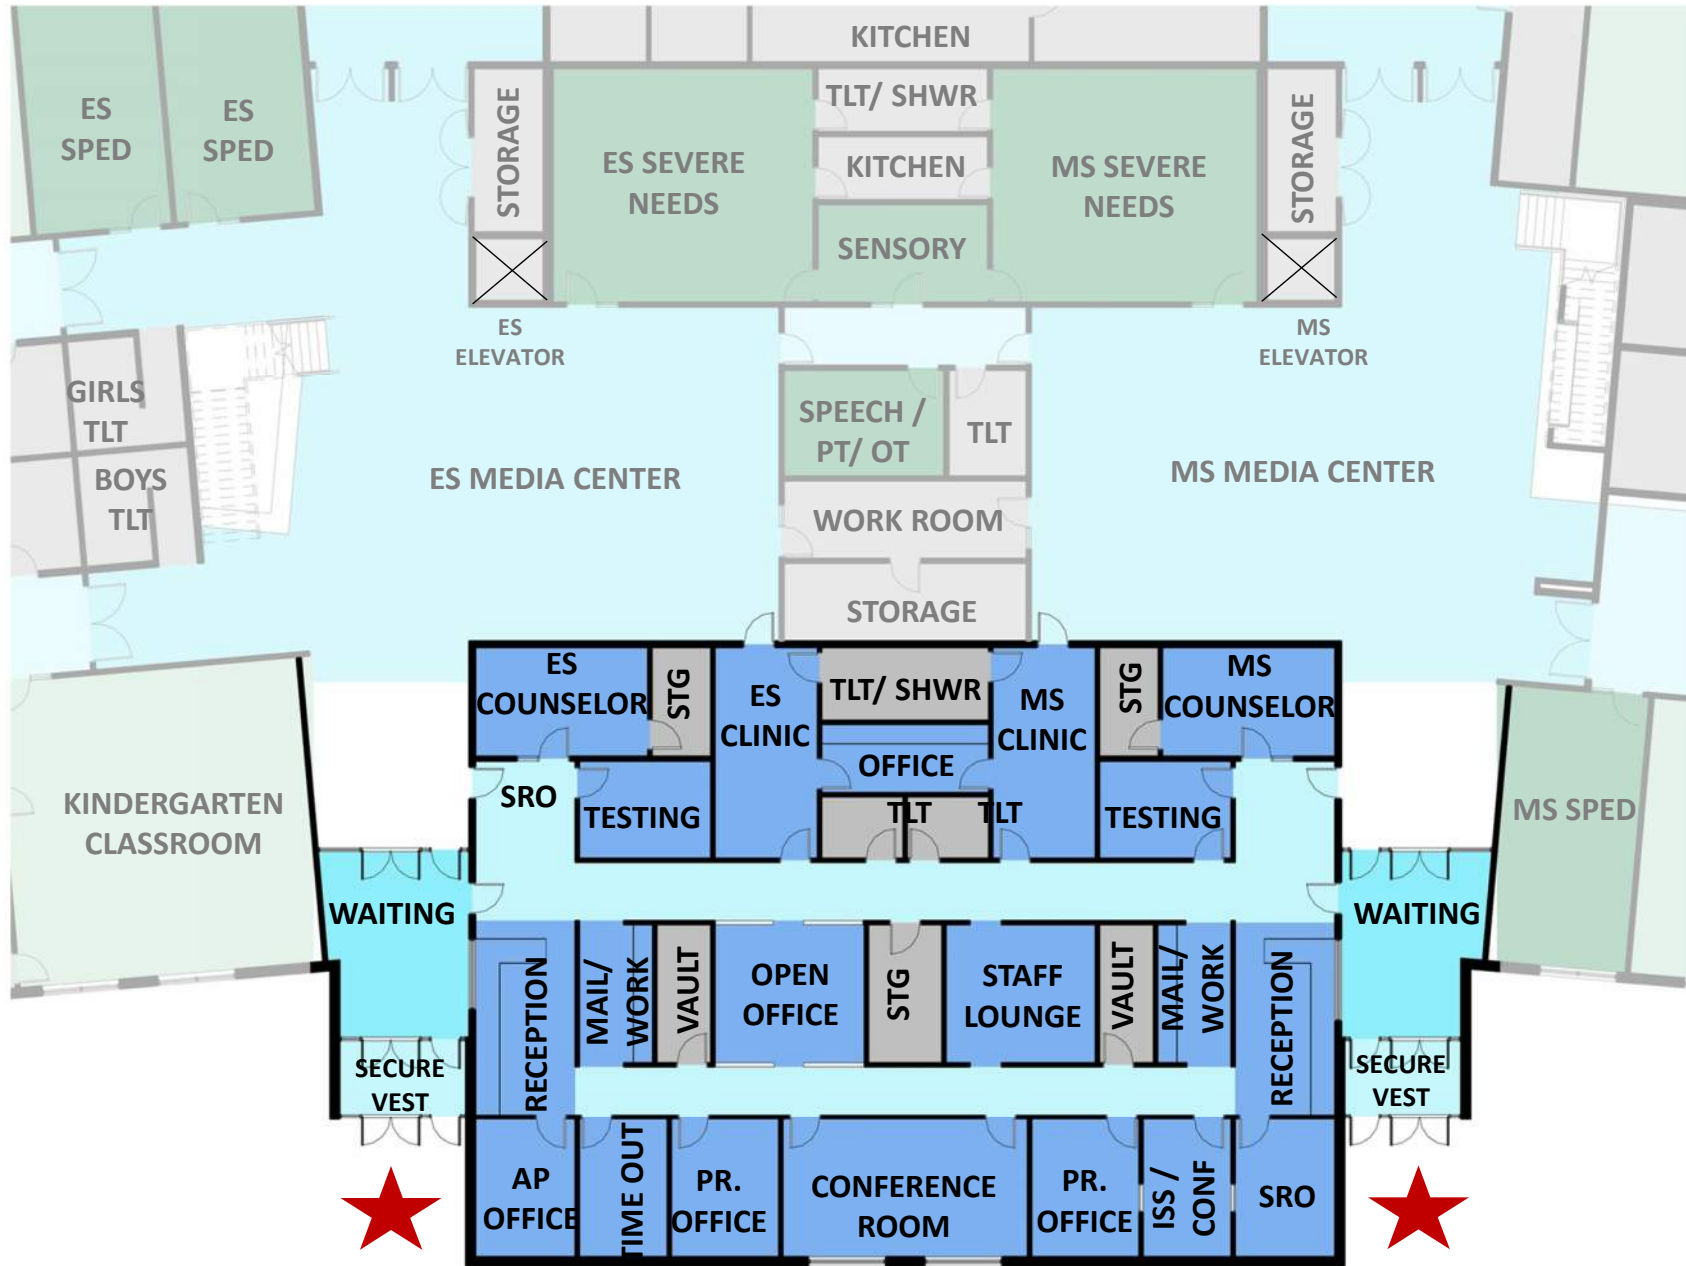 KITCHEN
ES
SPED
ES
SPED
STORAGE
ES SEVERE
NEEDS
TLT/ SHWR
KITCHEN
SENSORY
MS SEVERE
NEEDS
STORAGE
ES
ELEVATOR
MS
ELEVATOR
GIRLS
TLT
BOYS
TLT
ES MEDIA CENTER
SPEECH /
PT/ OT
TLT
MS MEDIA CENTER
WORK ROOM
STORAGE
ES
COUNSELOR
STG
ES
CLINIC
TLT/ SHWR
MS
CLINIC
STG
MS
COUNSELOR
OFFICE
SRO
TESTING
TLT
TLT
TESTING
KINDERGARTEN
CLASSROOM
MS SPED
WAITING
WAITING
RECEPTION
MAIL/
WORK
VAULT
OPEN
OFFICE
STG
STAFF
LOUNGE
VAULT
MAIL/
WORK
RECEPTION
SECURE
VEST
SECURE
VEST
AP
OFFICE
TIME OUT
PR.
OFFICE
CONFERENCE
ROOM
PR.
OFFICE
ISS /
CONF
SRO